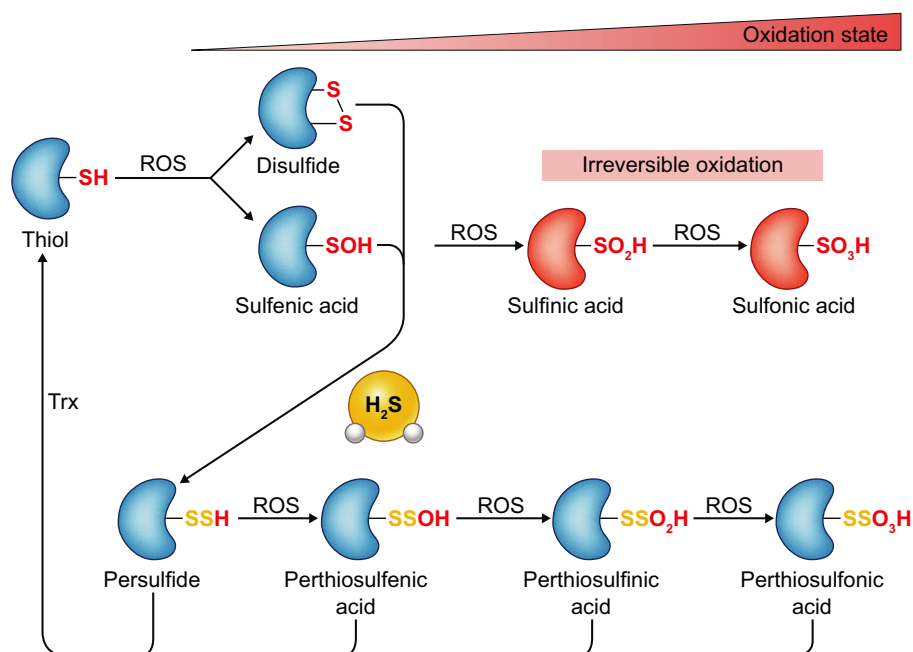 Oxidation state
S
S
Disulfide
ROS
SH
Thiol
SOH
Sulfenic acid
Irreversible oxidation
ROS
SO₂H
Sulfinic acid
ROS
SO₃H
Sulfonic acid
Trx
H₂S
SSH
Persulfide
ROS
SSOH
Perthiosulfenic
acid
ROS
SSO₂H
Perthiosulfinic
acid
ROS
SSO₃H
Perthiosulfonic
acid